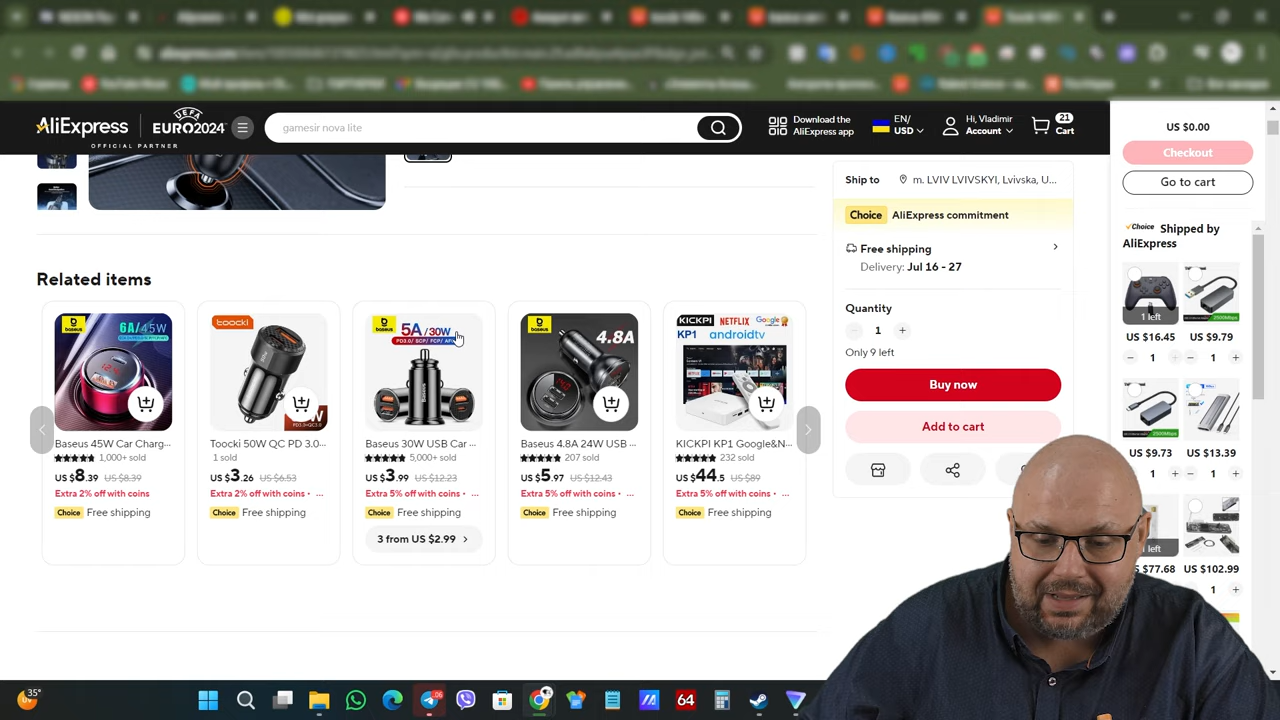 AliExpress
UEFA
EURO2024
OFFICIAL PARTNER
gamesir nova lite
Download the
AliExpress app
EN/
USD
Hi, Vladimir
Account
21
Cart
US $0.00
Checkout
Go to cart
Choice Shipped by
AliExpress
1 left
US $16.45
US $9.79
1
1
US $9.73
US $13.39
1
1 left
US $77.68
US $102.99
1
Ship to
m. LVIV LVIVSKYI, Lvivska, U...
Choice AliExpress commitment
Free shipping
Delivery: Jul 16 - 27
Quantity
1
Only 9 left
Buy now
Add to cart
Related items
baseus
6A/45W
Baseus 45W Car Charg...
1,000+ sold
US $8.39 US $8.39
Extra 2% off with coins
Choice Free shipping
toocki
Toocki 50W QC PD 3.0...
1 sold
US $3.26 US $6.53
Extra 2% off with coins • ...
Choice Free shipping
baseus
5A/30W
Baseus 30W USB Car ...
5,000+ sold
US $3.99 US $12.23
Extra 5% off with coins • ...
Choice Free shipping
3 from US $2.99
baseus
4.8A
Baseus 4.8A 24W USB ...
207 sold
US $5.97 US $12.43
Extra 5% off with coins • ...
Choice Free shipping
KICKPI
NETFLIX
Google
KP1
androidtv
KICKPI KP1 Google&N...
232 sold
US $44.5 US $89
Extra 5% off with coins • ...
Choice Free shipping
35°
64